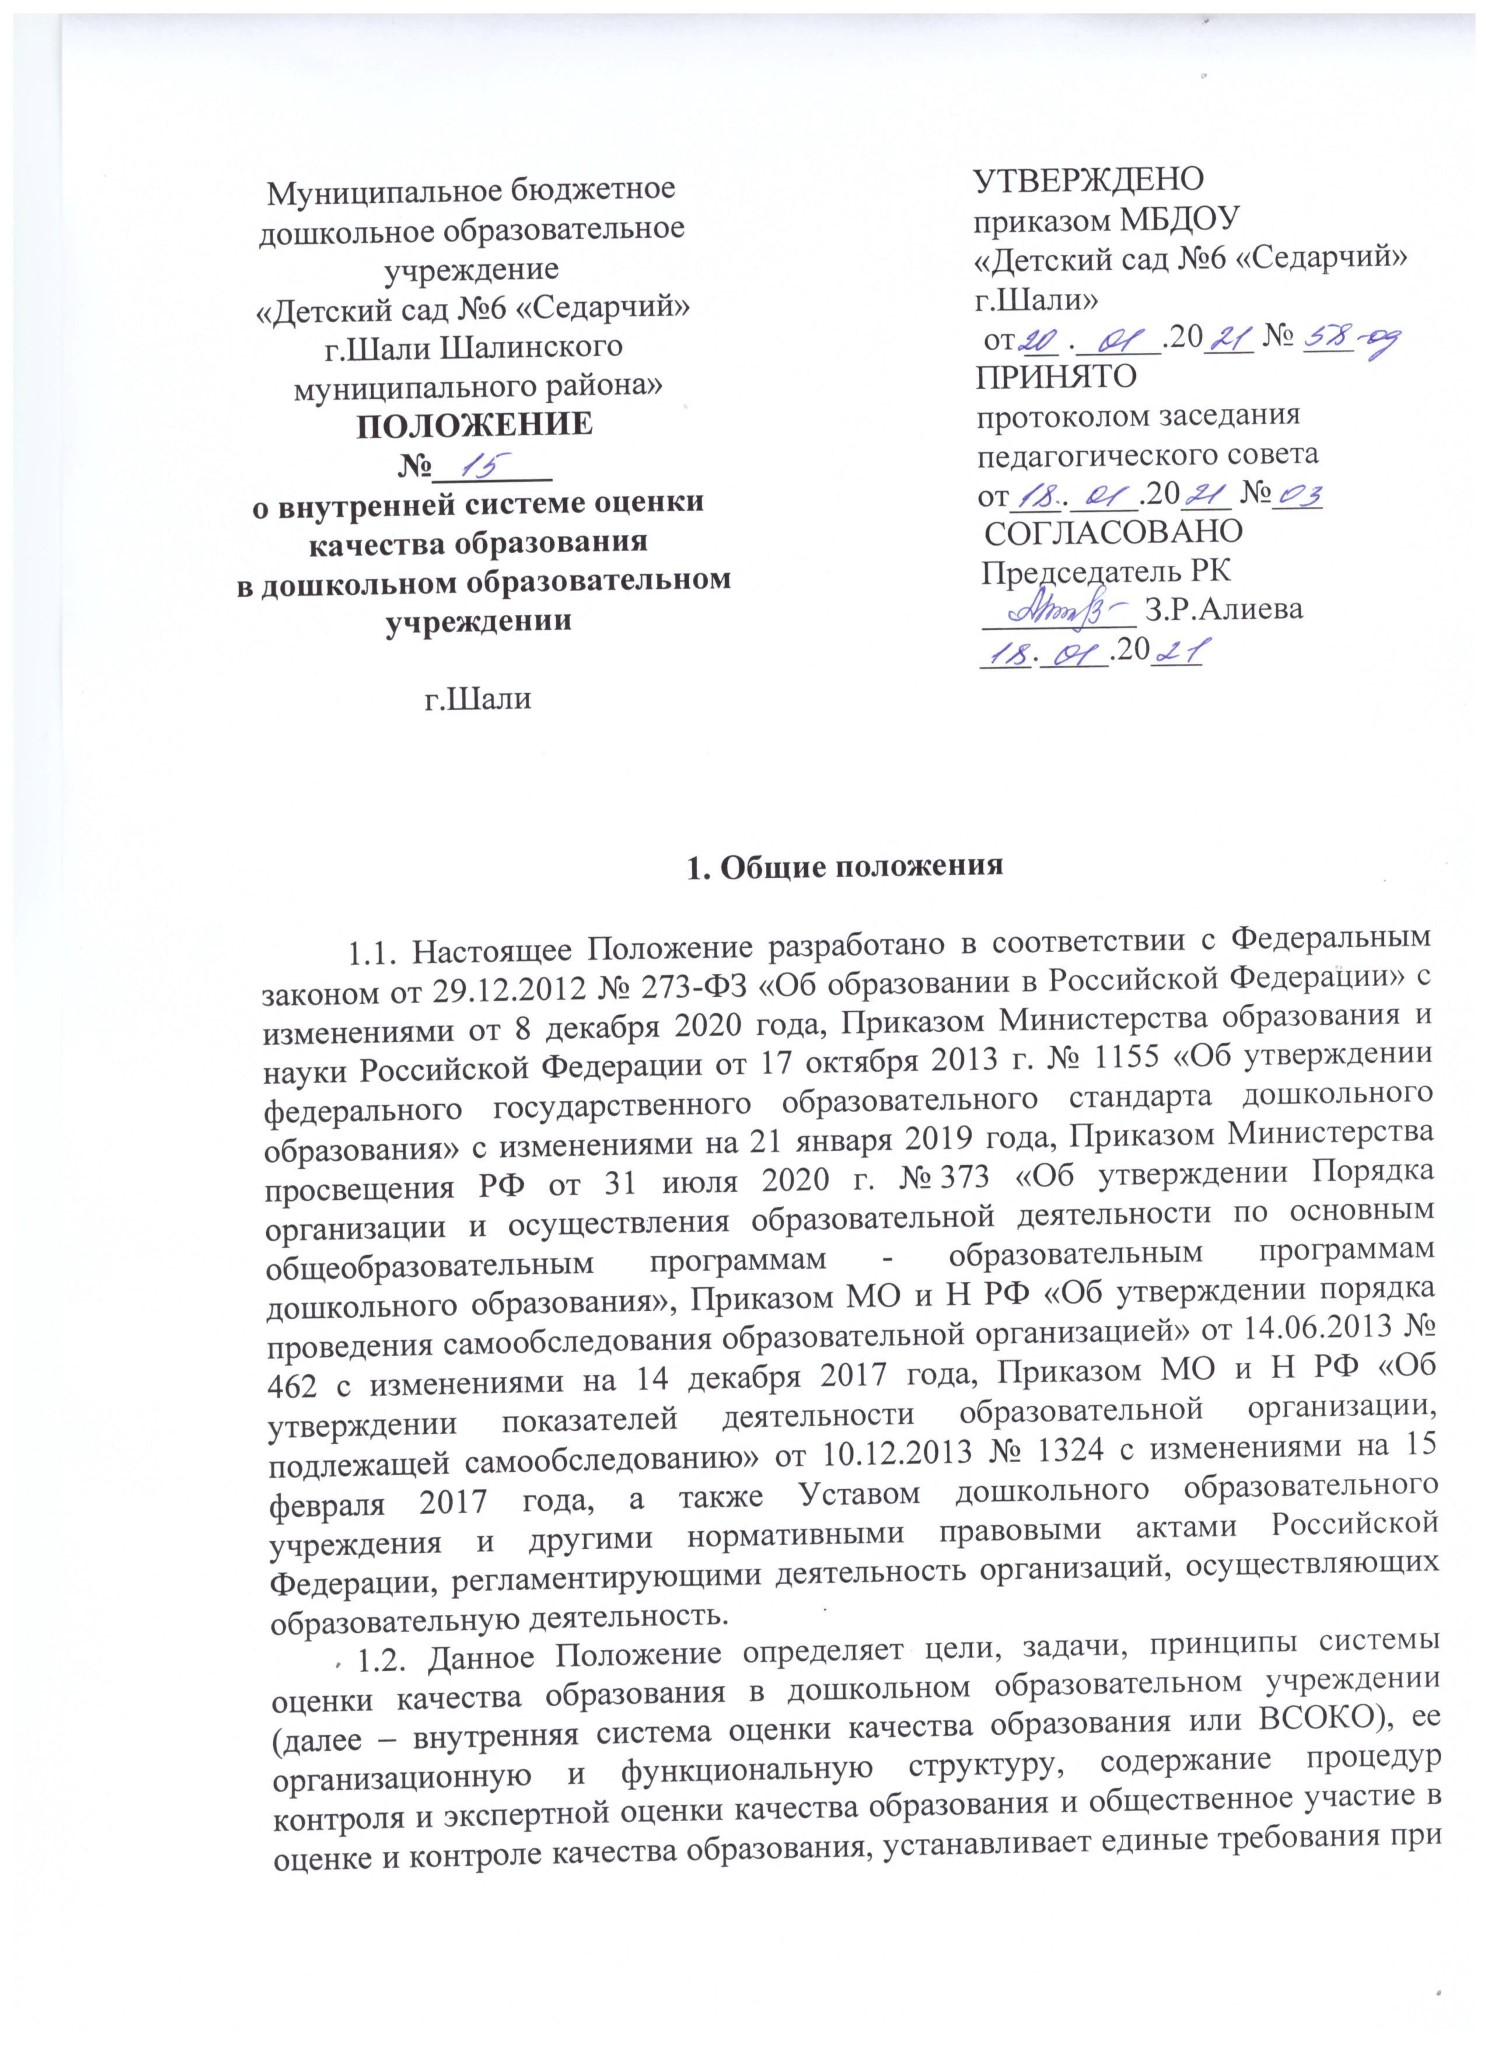 Муниципальное бюджетное
дошкольное образовательное
учреждение
«Детский сад №6 «Седарчий»
г.Шали Шалинского
муниципального района»
ПОЛОЖЕНИЕ
№ 15
о внутренней системе оценки
качества образования
в дошкольном образовательном
учреждении
г.Шали
УТВЕРЖДЕНО
приказом МБДОУ
«Детский сад №6 «Седарчий»
г.Шали»
от 20 . 01 .20 21 № 58-од
ПРИНЯТО
протоколом заседания
педагогического совета
от 18 . 01 .20 21 № 03
СОГЛАСОВАНО
Председатель РК
З.Р.Алиева
18 . 01 .20 21
1. Общие положения
1.1. Настоящее Положение разработано в соответствии с Федеральным
законом от 29.12.2012 № 273-ФЗ «Об образовании в Российской Федерации» с
изменениями от 8 декабря 2020 года, Приказом Министерства образования и
науки Российской Федерации от 17 октября 2013 г. № 1155 «Об утверждении
федерального государственного образовательного стандарта дошкольного
образования» с изменениями на 21 января 2019 года, Приказом Министерства
просвещения РФ от 31 июля 2020 г. № 373 «Об утверждении Порядка
организации и осуществления образовательной деятельности по основным
общеобразовательным программам - образовательным программам
дошкольного образования», Приказом МО и Н РФ «Об утверждении порядка
проведения самообследования образовательной организацией» от 14.06.2013 №
462 с изменениями на 14 декабря 2017 года, Приказом МО и Н РФ «Об
утверждении показателей деятельности образовательной организации,
подлежащей самообследованию» от 10.12.2013 № 1324 с изменениями на 15
февраля 2017 года, а также Уставом дошкольного образовательного
учреждения и другими нормативными правовыми актами Российской
Федерации, регламентирующими деятельность организаций, осуществляющих
образовательную деятельность.
1.2. Данное Положение определяет цели, задачи, принципы системы
оценки качества образования в дошкольном образовательном учреждении
(далее – внутренняя система оценки качества образования или ВСОКО), ее
организационную и функциональную структуру, содержание процедур
контроля и экспертной оценки качества образования и общественное участие в
оценке и контроле качества образования, устанавливает единые требования при